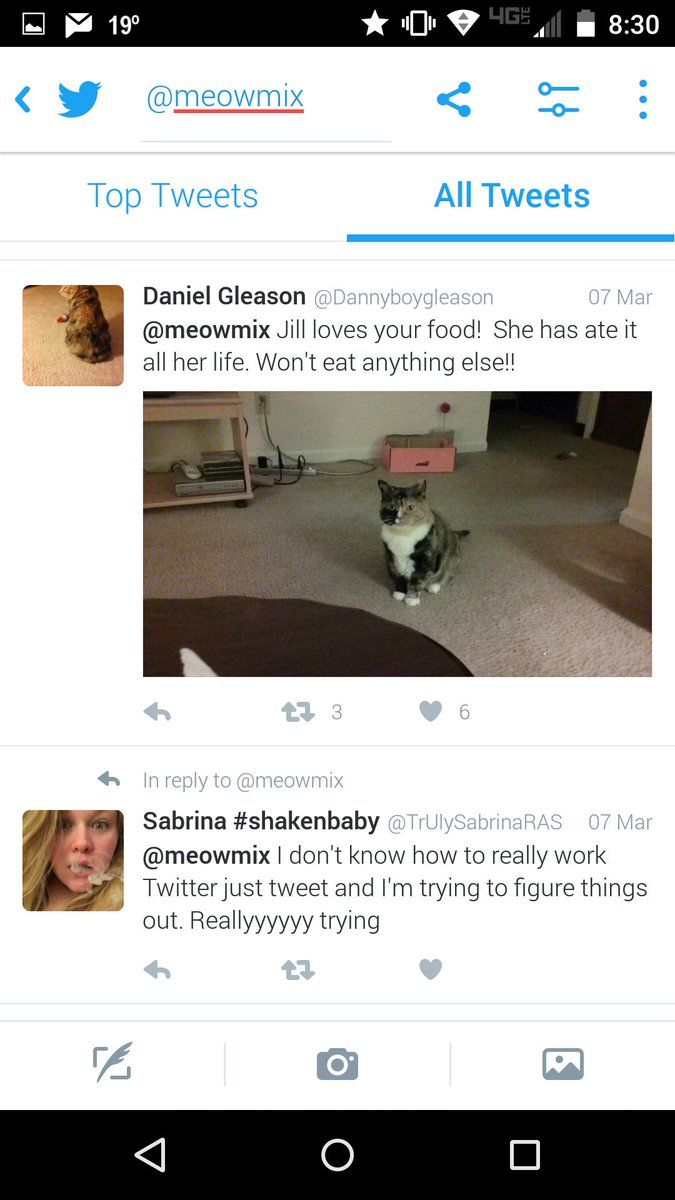 19° 4G LTE 8:30
@meowmix
Top Tweets All Tweets
Daniel Gleason @Dannyboygleason 07 Mar
@meowmix Jill loves your food! She has ate it
all her life. Won't eat anything else!!
3 6
In reply to @meowmix
Sabrina #shakenbaby @TrUlySabrinaRAS 07 Mar
@meowmix I don't know how to really work
Twitter just tweet and I'm trying to figure things
out. Reallyyyyyy trying